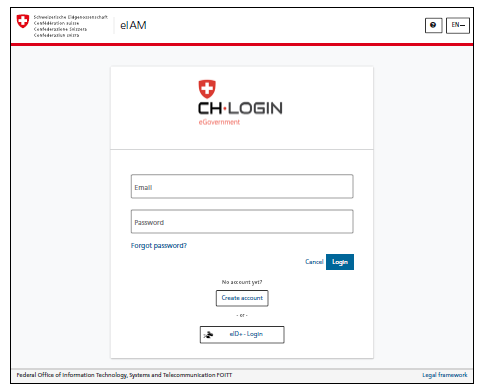 Schweizerische Eidgenossenschaft
Confédération suisse
Confederazione Svizzera
Confederaziun svizra
eIAM
?
EN
CH·LOGIN
eGovernment
Email
Password
Forgot password?
Cancel
Login
No account yet?
Create account
- or -
eID+ - Login
Federal Office of Information Technology, Systems and Telecommunication FOITT
Legal framework